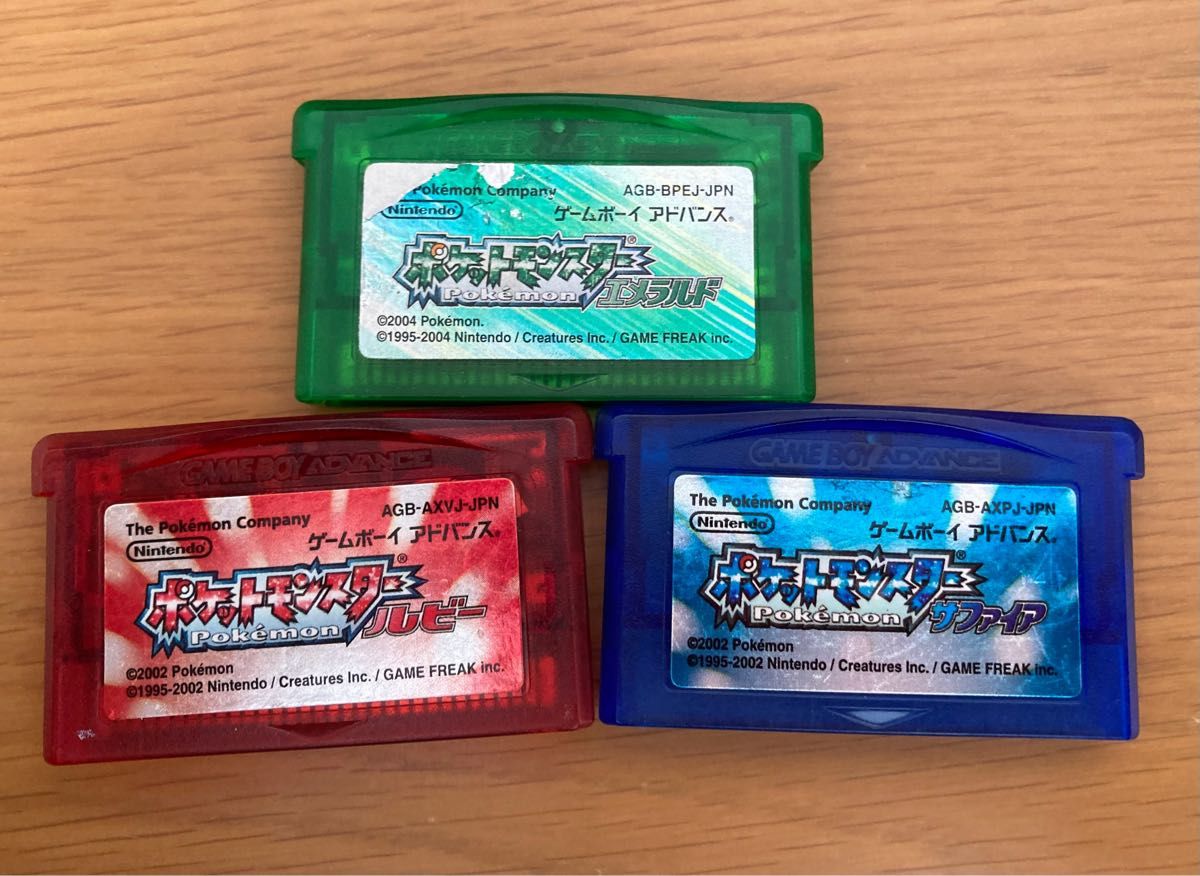 GAME BOY ADVANCE
Pokémon Company
AGB-BPEJ-JPN
Nintendo
ゲームボーイ アドバンス®
ポケットモンスター®
Pokémon エメラルド
©2004 Pokémon.
©1995-2004 Nintendo / Creatures Inc. / GAME FREAK inc.
GAME BOY ADVANCE
The Pokémon Company
AGB-AXVJ-JPN
Nintendo
ゲームボーイ アドバンス®
ポケットモンスター®
Pokémon ルビー
©2002 Pokémon
©1995-2002 Nintendo / Creatures Inc. / GAME FREAK inc.
GAME BOY ADVANCE
The Pokémon Company
AGB-AXPJ-JPN
Nintendo
ゲームボーイ アドバンス®
ポケットモンスター®
Pokémon サファイア
©2002 Pokémon
©1995-2002 Nintendo / Creatures Inc. / GAME FREAK inc.